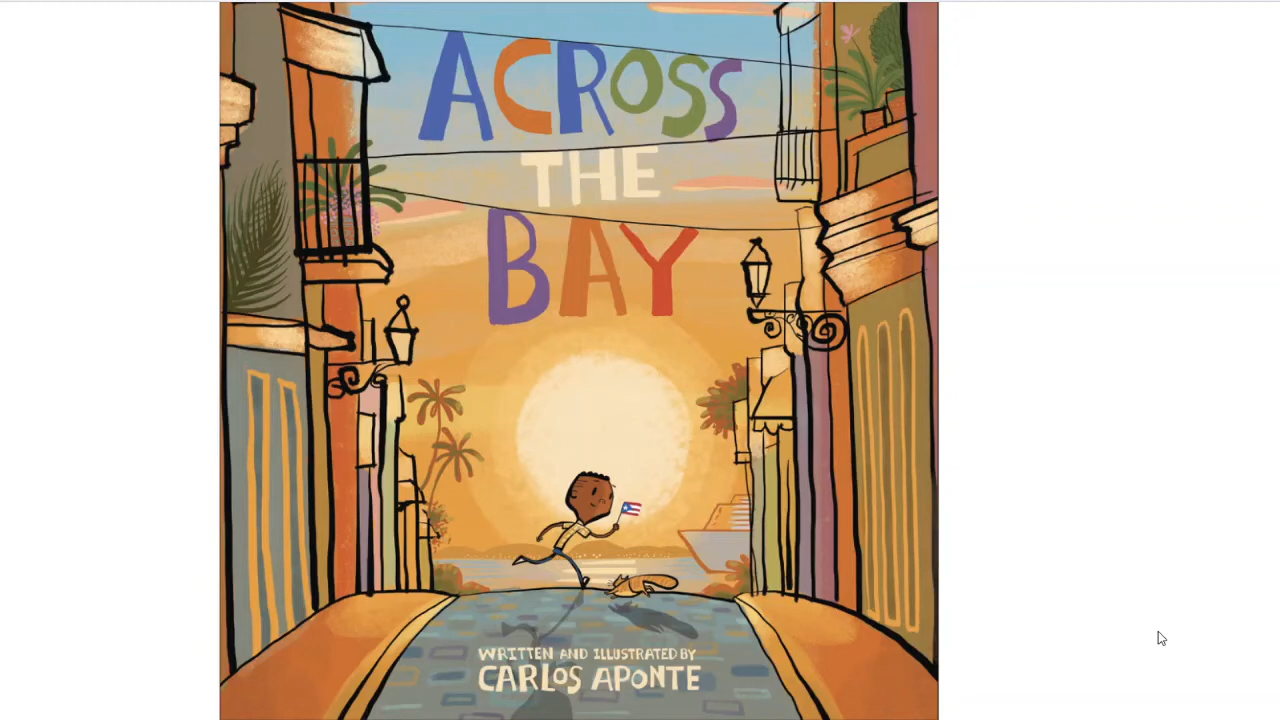 ACROSS
THE
BAY
WRITTEN AND ILLUSTRATED BY
CARLOS APONTE